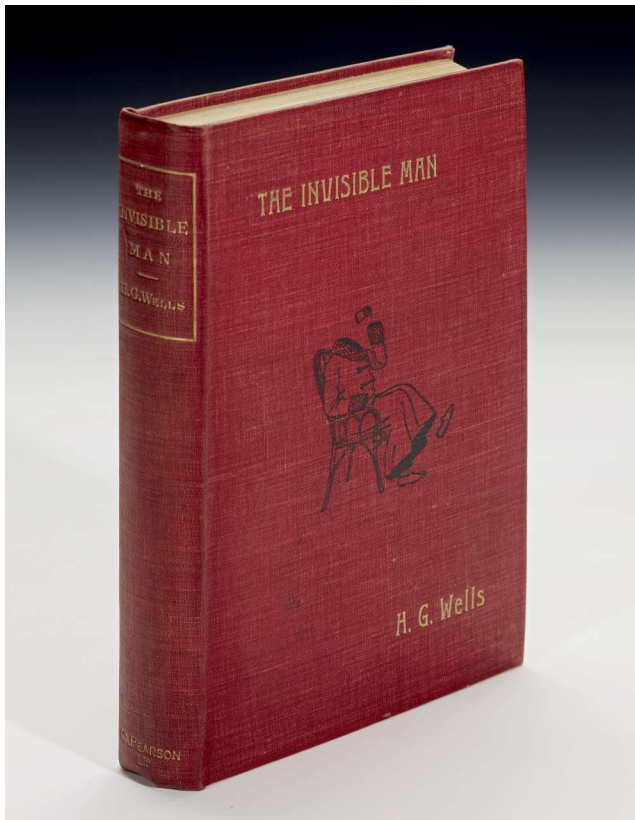 THE
INVISIBLE
MAN
H.G. WELLS
C.A. PEARSON
LTD
THE INVISIBLE MAN
H. G. Wells